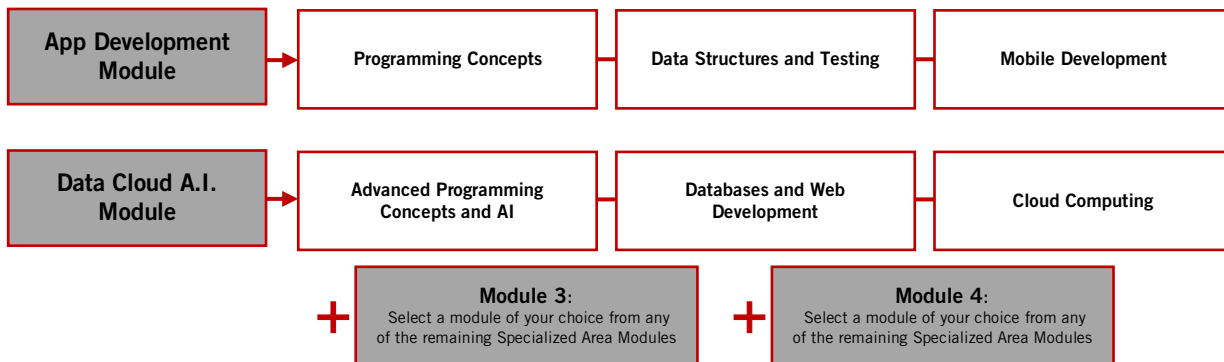 App Development
Module
Programming Concepts
Data Structures and Testing
Mobile Development
Data Cloud A.I.
Module
Advanced Programming
Concepts and AI
Databases and Web
Development
Cloud Computing
+
Module 3:
Select a module of your choice from any
of the remaining Specialized Area Modules
+
Module 4:
Select a module of your choice from any
of the remaining Specialized Area Modules